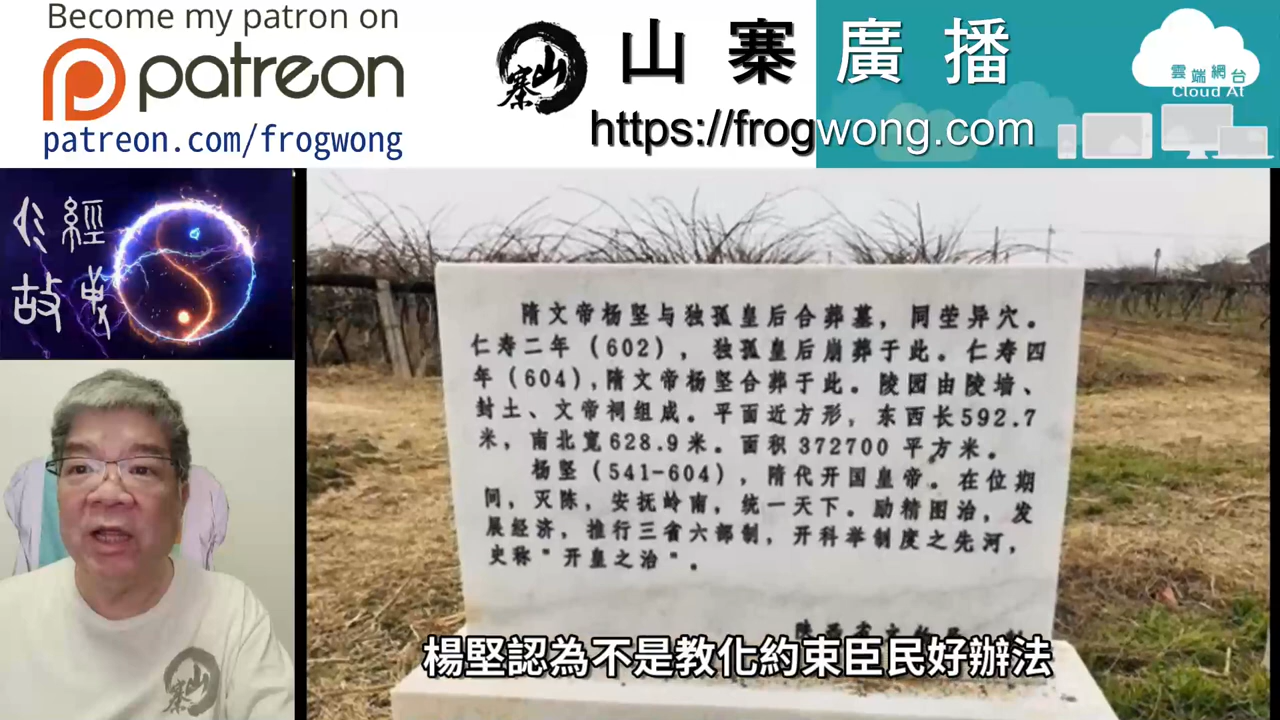 Become my patron on
patreon
patreon.com/frogwong
山寨
山寨廣播
https://frogwong.com
雲端網台
Cloud At
經
故
隋文帝杨坚与独孤皇后合葬墓，同茔异穴。
仁寿二年（602），独孤皇后崩葬于此。仁寿四
年（604），隋文帝杨坚合葬于此。陵园由陵墙、
封土、文帝祠组成。平面近方形，东西长592.7
米，南北宽628.9米。面积372700平方米。
杨坚（541-604），隋代开国皇帝。在位期
间，灭陈，安抚岭南，统一天下。励精图治，发
展经济，推行三省六部制，开科举制度之先河，
史称"开皇之治"。
楊堅認為不是教化約束臣民好辦法
山寨